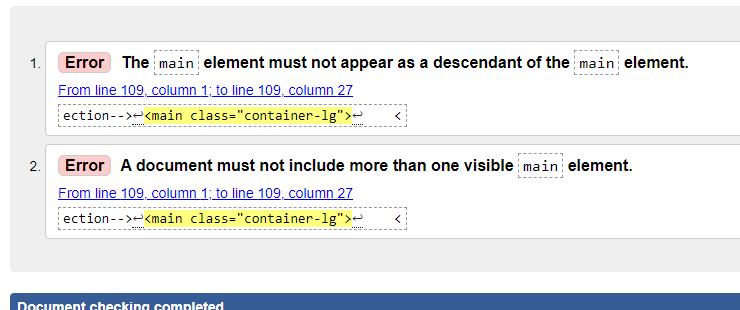 1. Error The main element must not appear as a descendant of the main element.
From line 109, column 1; to line 109, column 27
ection-->↩<main class="container-lg">↩    <
2. Error A document must not include more than one visible main element.
From line 109, column 1; to line 109, column 27
ection-->↩<main class="container-lg">↩    <
Document checking completed